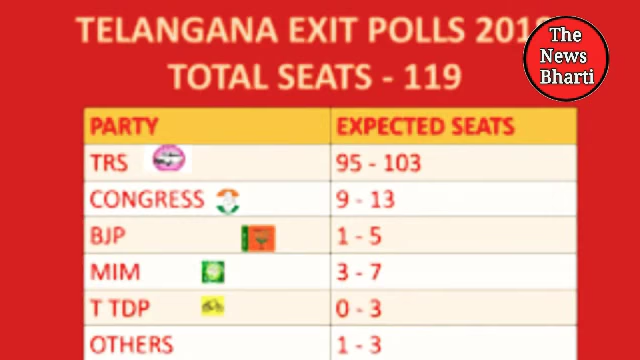 TELANGANA EXIT POLLS
TOTAL SEATS - 119
The
News
Bharti
PARTY EXPECTED SEATS
TRS 95 - 103
CONGRESS 9 - 13
BJP 1 - 5
MIM 3 - 7
T TDP 0 - 3
OTHERS 1 - 3